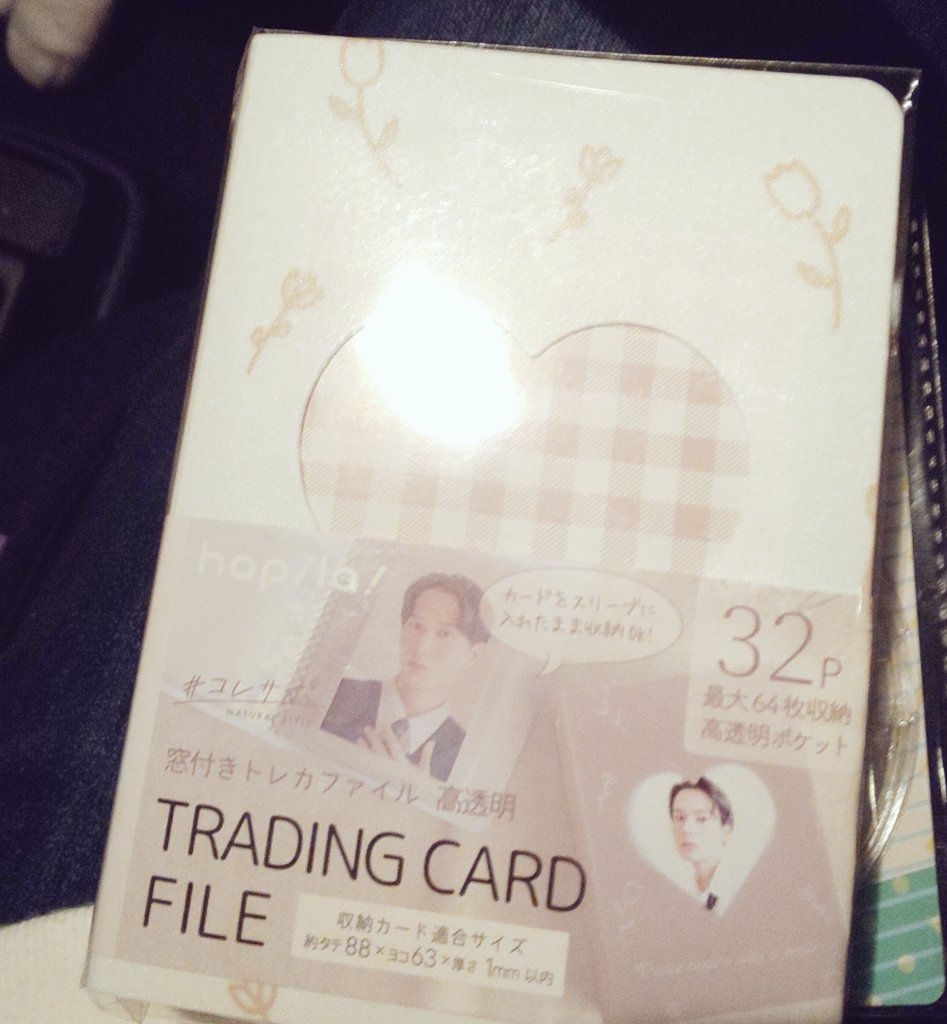 hapila!
カードをスリーブに
入れたまま収納OK!
32P
最大64枚収納
高透明ポケット
#コレサポ
NATURAL STYLE
窓付きトレカファイル 高透明
TRADING CARD
FILE
収納カード適合サイズ
約タテ88×ヨコ63×厚さ1mm以内